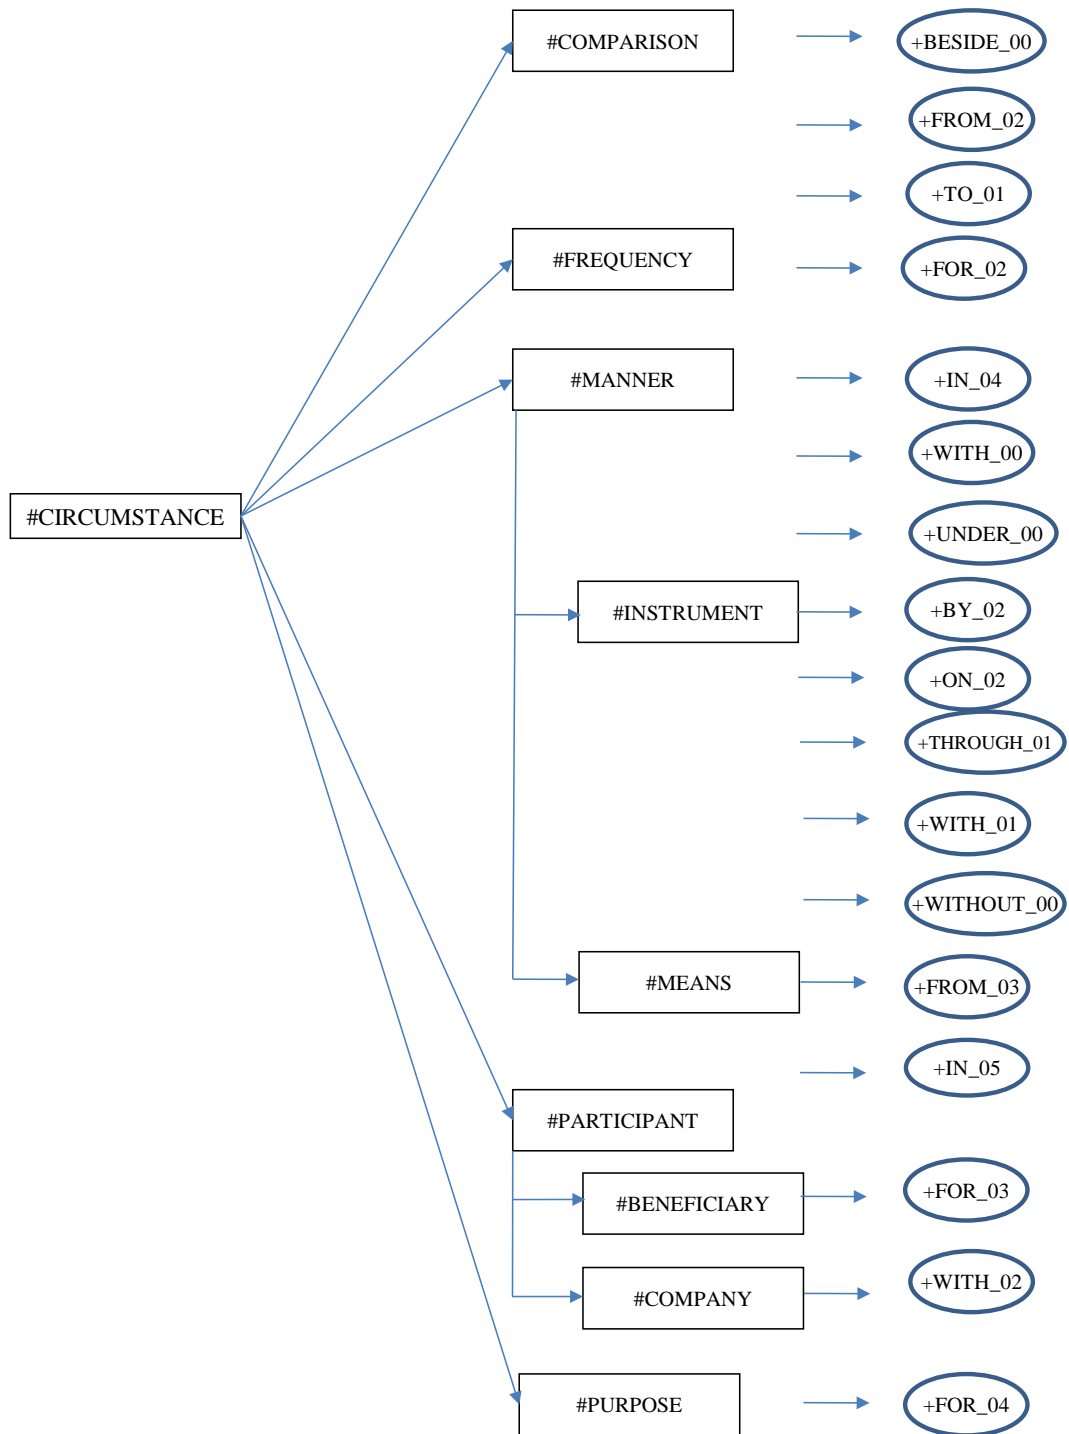 #COMPARISON
+BESIDE_00
+FROM_02
+TO_01
#FREQUENCY
+FOR_02
#MANNER
+IN_04
+WITH_00
#CIRCUMSTANCE
+UNDER_00
#INSTRUMENT
+BY_02
+ON_02
+THROUGH_01
+WITH_01
+WITHOUT_00
#MEANS
+FROM_03
+IN_05
#PARTICIPANT
#BENEFICIARY
+FOR_03
#COMPANY
+WITH_02
#PURPOSE
+FOR_04